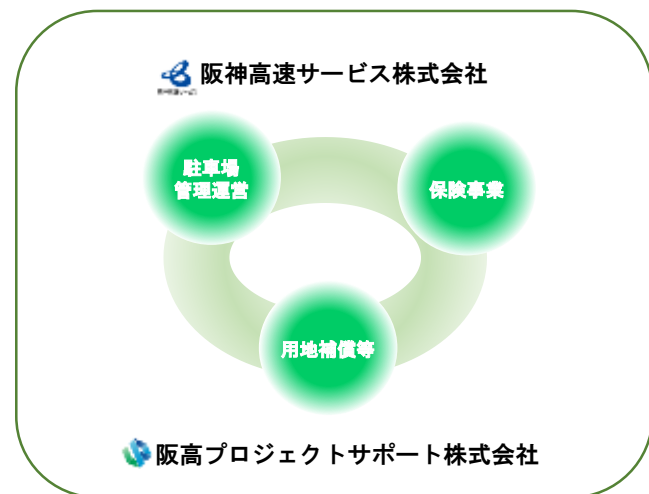 阪神高速サービス株式会社
駐車場
管理運営
保険事業
用地補償等
阪高プロジェクトサポート株式会社